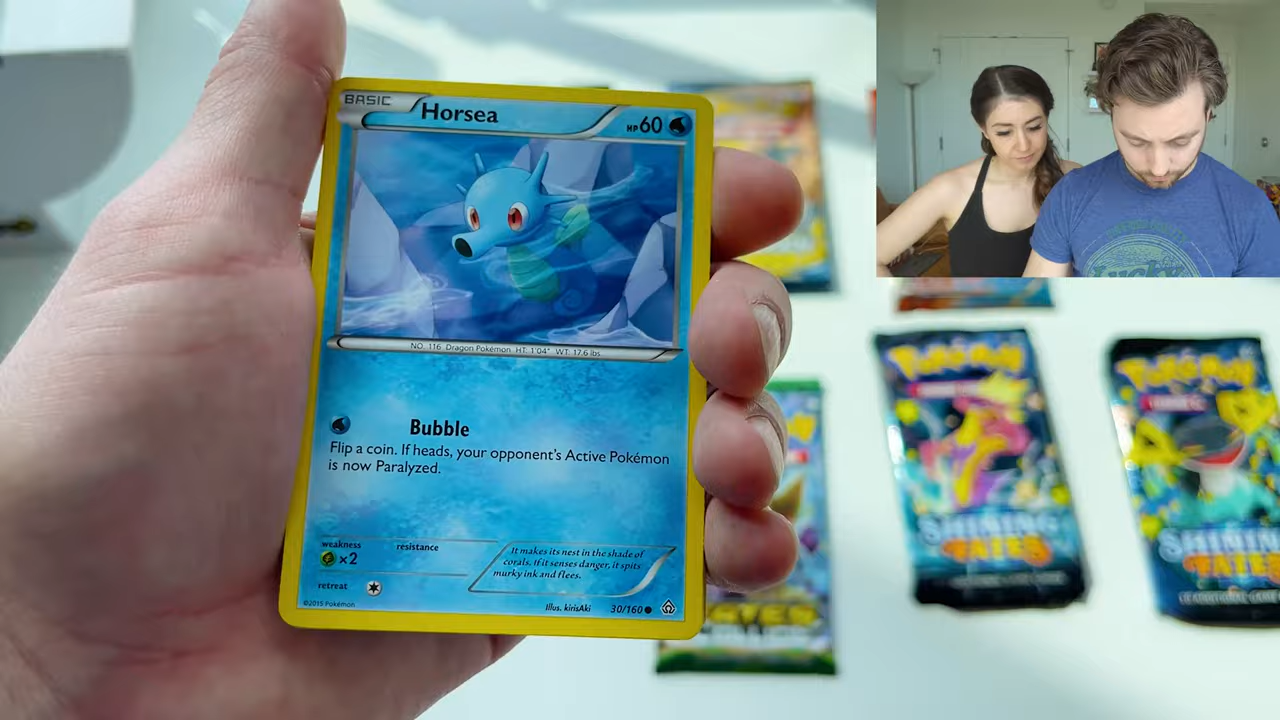 BASIC
Horsea
HP60
NO. 116 Dragon Pokémon HT: 1'04" WT: 17.6 lbs.
Bubble
Flip a coin. If heads, your opponent's Active Pokémon
is now Paralyzed.
weakness
resistance
×2
It makes its nest in the shade of
corals. If it senses danger, it spits
murky ink and flees.
retreat
©2015 Pokémon
Illus. kirisAki
30/160
Pokémon
SHINING
FATES
Pokémon
SHINING
FATES